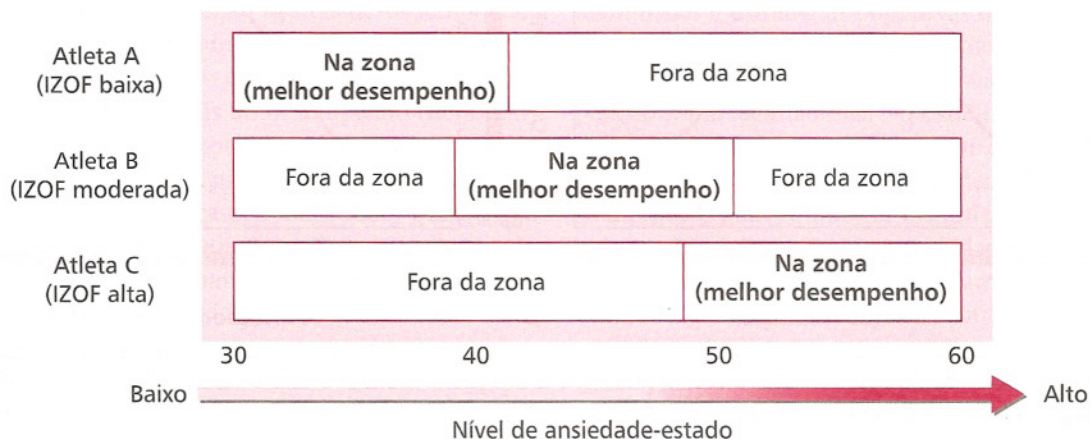 Atleta A
(IZOF baixa)
Na zona
(melhor desempenho)
Fora da zona
Atleta B
(IZOF moderada)
Fora da zona
Na zona
(melhor desempenho)
Fora da zona
Atleta C
(IZOF alta)
Fora da zona
Na zona
(melhor desempenho)
30 40 50 60
Baixo Alto
Nível de ansiedade-estado